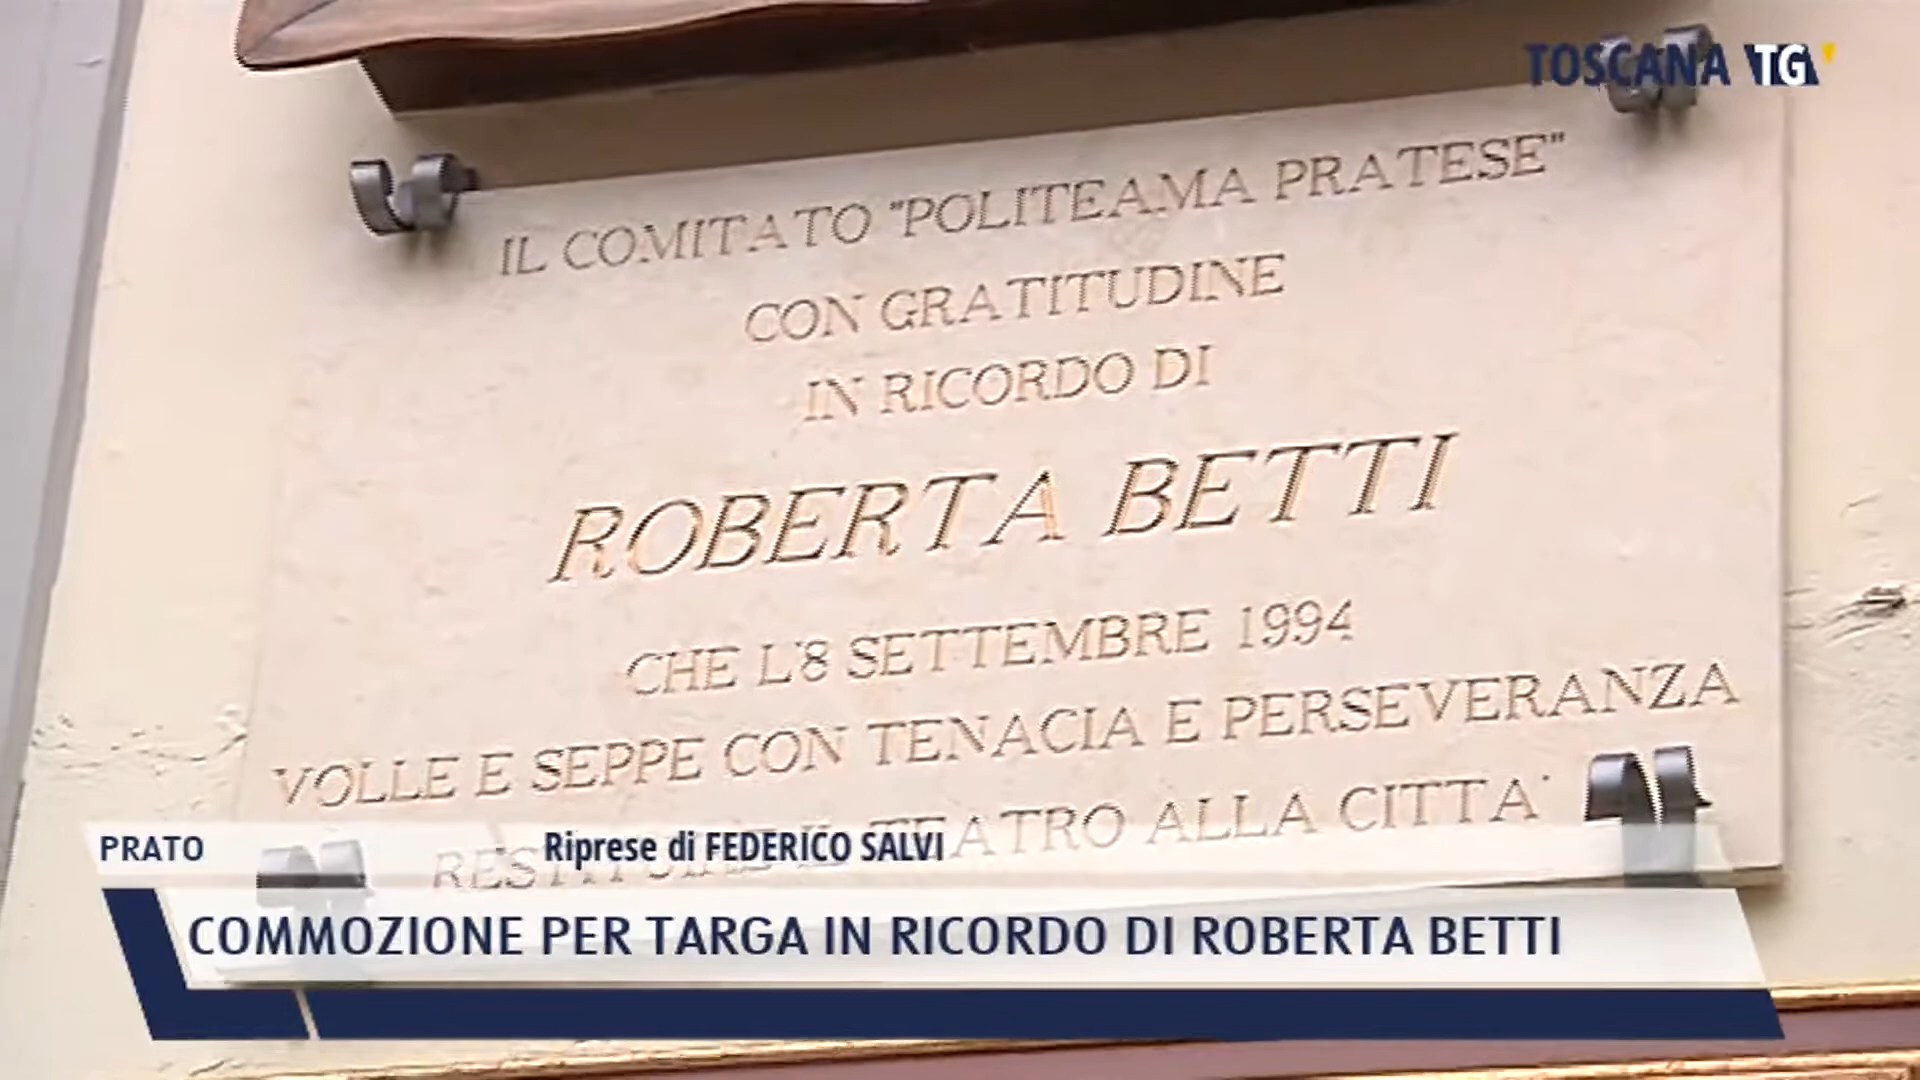 TOSCANA TG
IL COMITATO "POLITEAMA PRATESE"
CON GRATITUDINE
IN RICORDO DI
ROBERTA BETTI
CHE L'8 SETTEMBRE 1994
VOLLE E SEPPE CON TENACIA E PERSEVERANZA
RESTITUIRE IL TEATRO ALLA CITTA'
PRATO
Riprese di FEDERICO SALVI
COMMOZIONE PER TARGA IN RICORDO DI ROBERTA BETTI